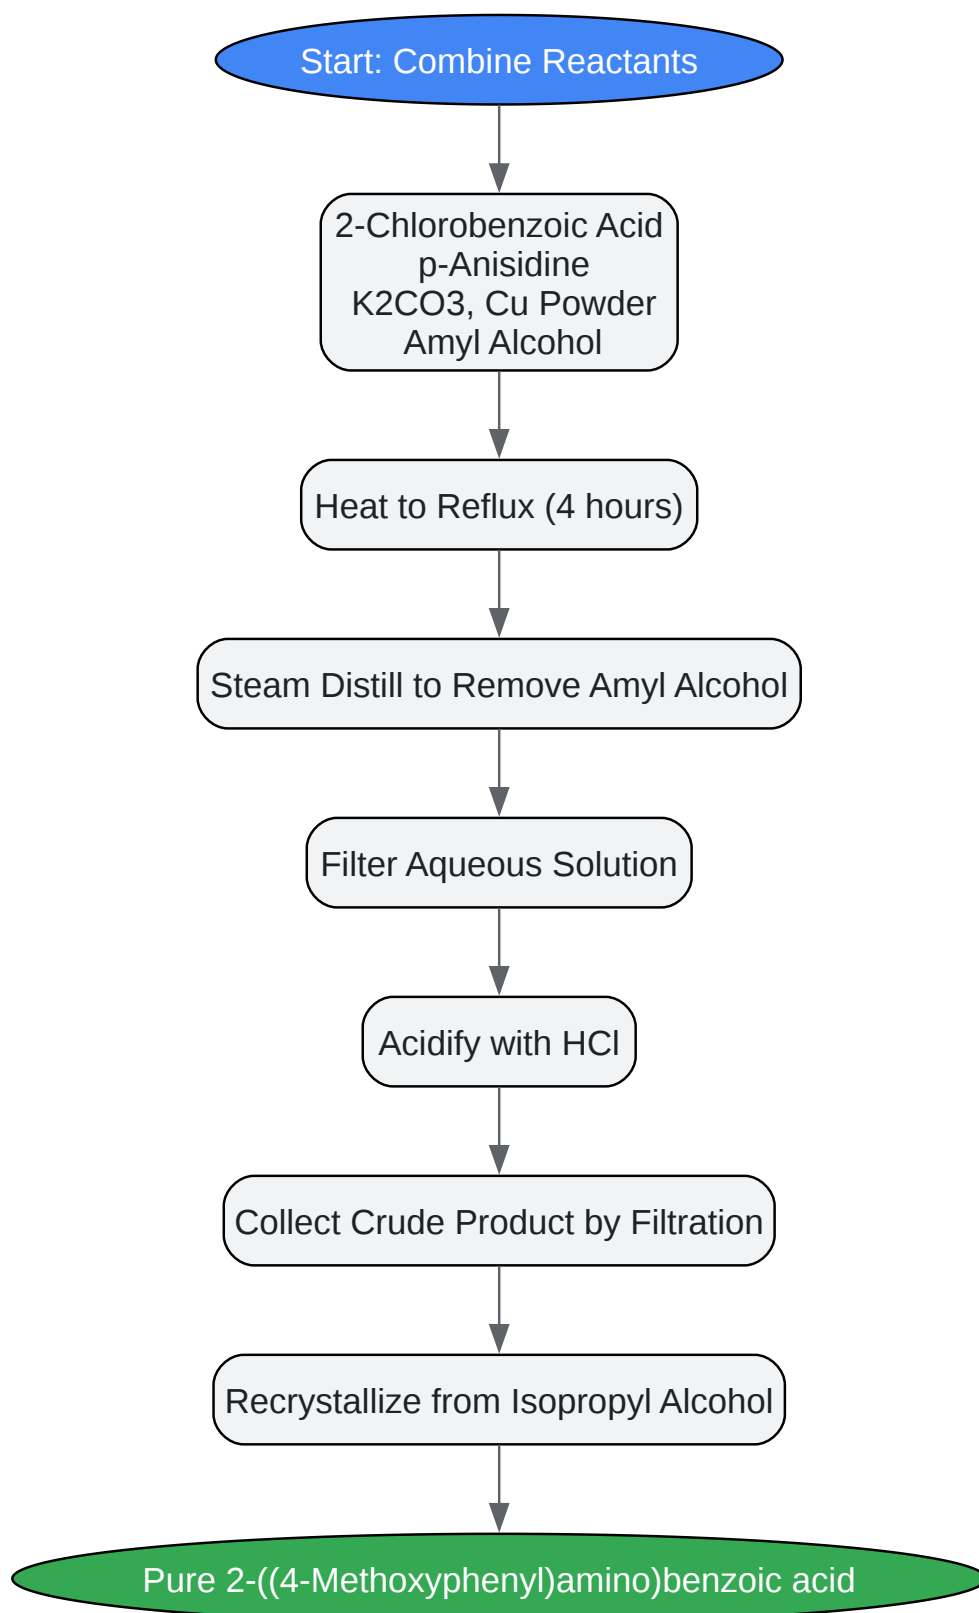 Start: Combine Reactants
2-Chlorobenzoic Acid
p-Anisidine
K2CO3, Cu Powder
Amyl Alcohol
Heat to Reflux (4 hours)
Steam Distill to Remove Amyl Alcohol
Filter Aqueous Solution
Acidify with HCl
Collect Crude Product by Filtration
Recrystallize from Isopropyl Alcohol
Pure 2-((4-Methoxyphenyl)amino)benzoic acid